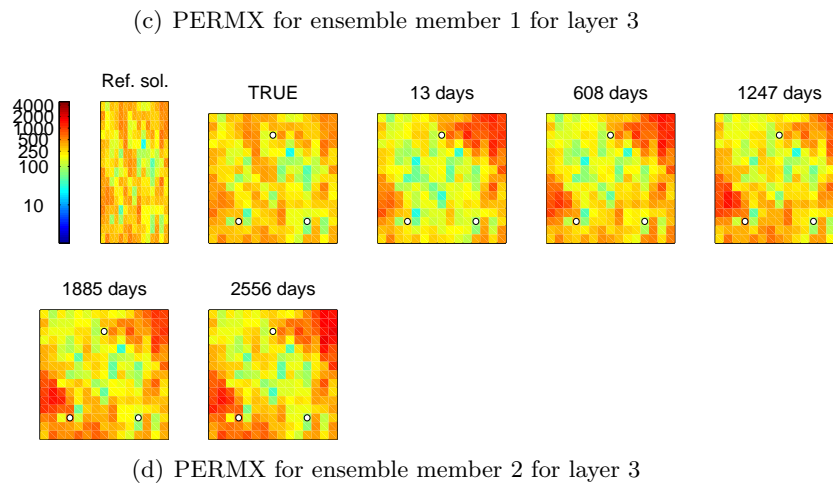 (c) PERMX for ensemble member 1 for layer 3
Ref. sol.
TRUE
13 days
608 days
1247 days
4000
2000
1000
500
250
100
10
1885 days
2556 days
(d) PERMX for ensemble member 2 for layer 3